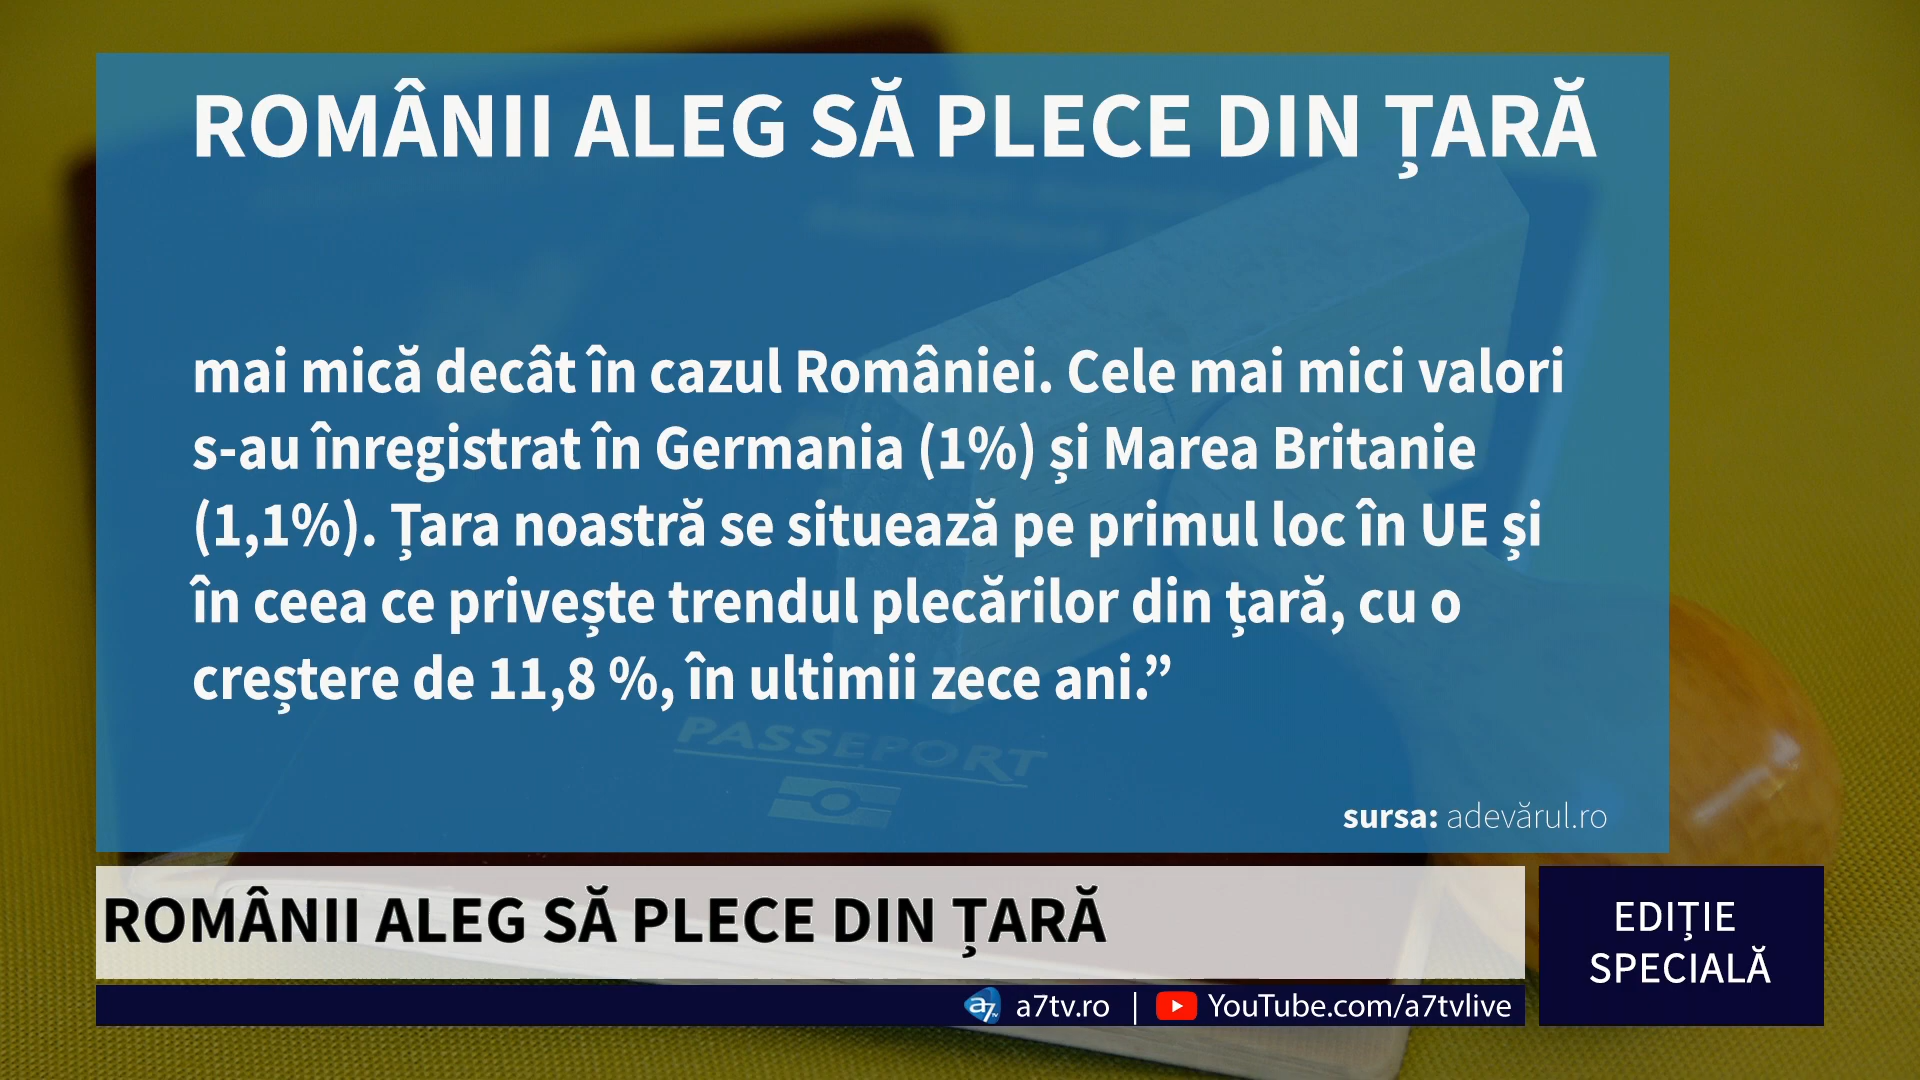 ROMÂNII ALEG SĂ PLECE DIN ȚARĂ
mai mică decât în cazul României. Cele mai mici valori
s-au înregistrat în Germania (1%) și Marea Britanie
(1,1%). Țara noastră se situează pe primul loc în UE și
în ceea ce privește trendul plecărilor din țară, cu o
creștere de 11,8 %, în ultimii zece ani.”
PASSEPORT
sursa: adevărul.ro
ROMÂNII ALEG SĂ PLECE DIN ȚARĂ
EDIȚIE
SPECIALĂ
a7tv.ro | YouTube.com/a7tvlive